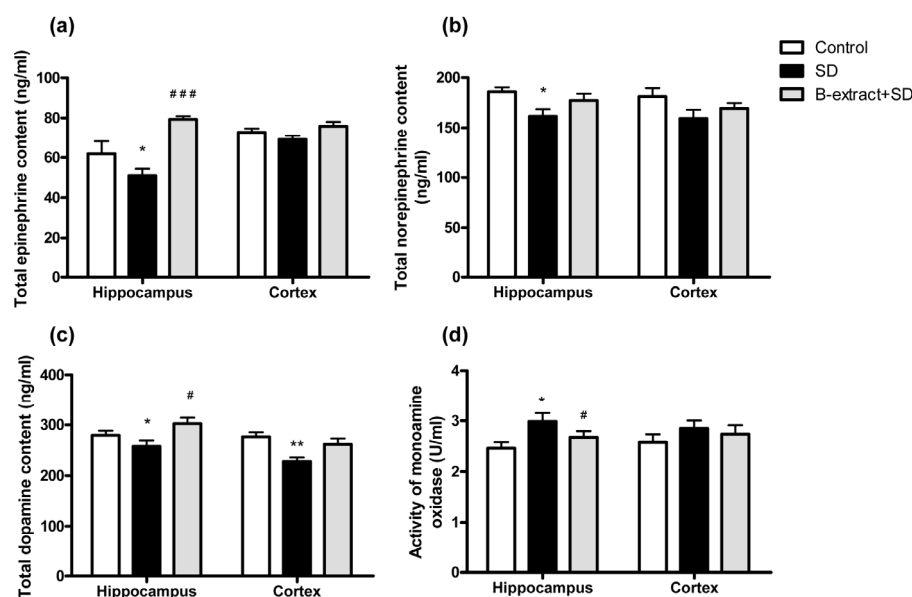 (a)
Total epinephrine content (ng/ml)
100
80
60
40
20
0
*
###
Hippocampus
Cortex
(b)
Total norepinephrine content
(ng/ml)
200
150
100
50
0
*
Hippocampus
Cortex
Control
SD
B-extract+SD
(c)
Total dopamine content (ng/ml)
400
300
200
100
0
*
#
**
Hippocampus
Cortex
(d)
Activity of monoamine
oxidase (U/ml)
4
3
2
1
0
*
#
Hippocampus
Cortex